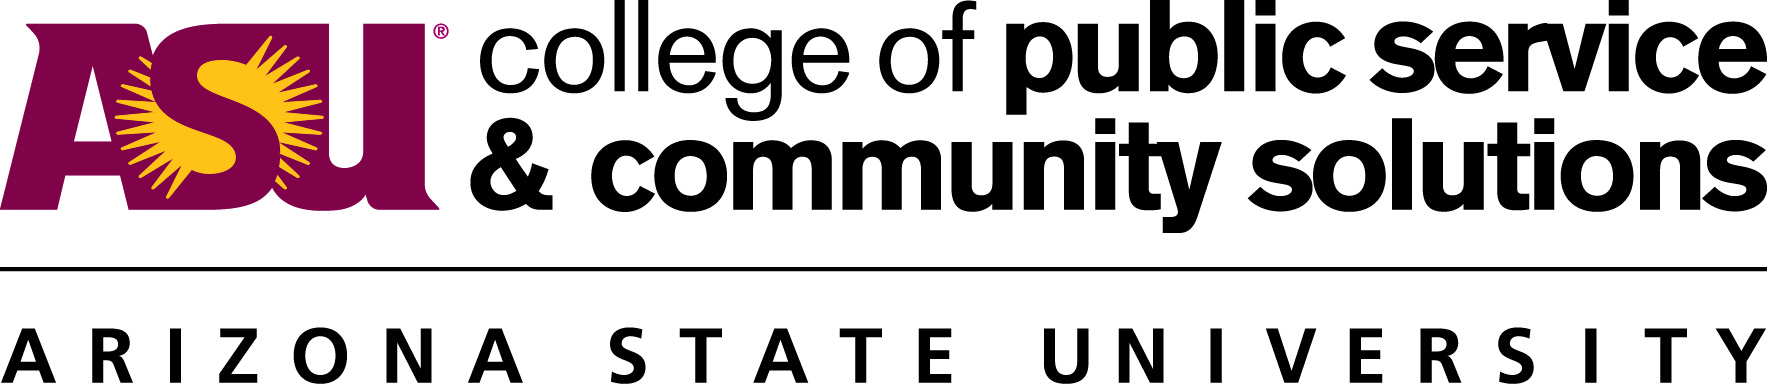 ASU® college of public service
& community solutions
ARIZONA STATE UNIVERSITY